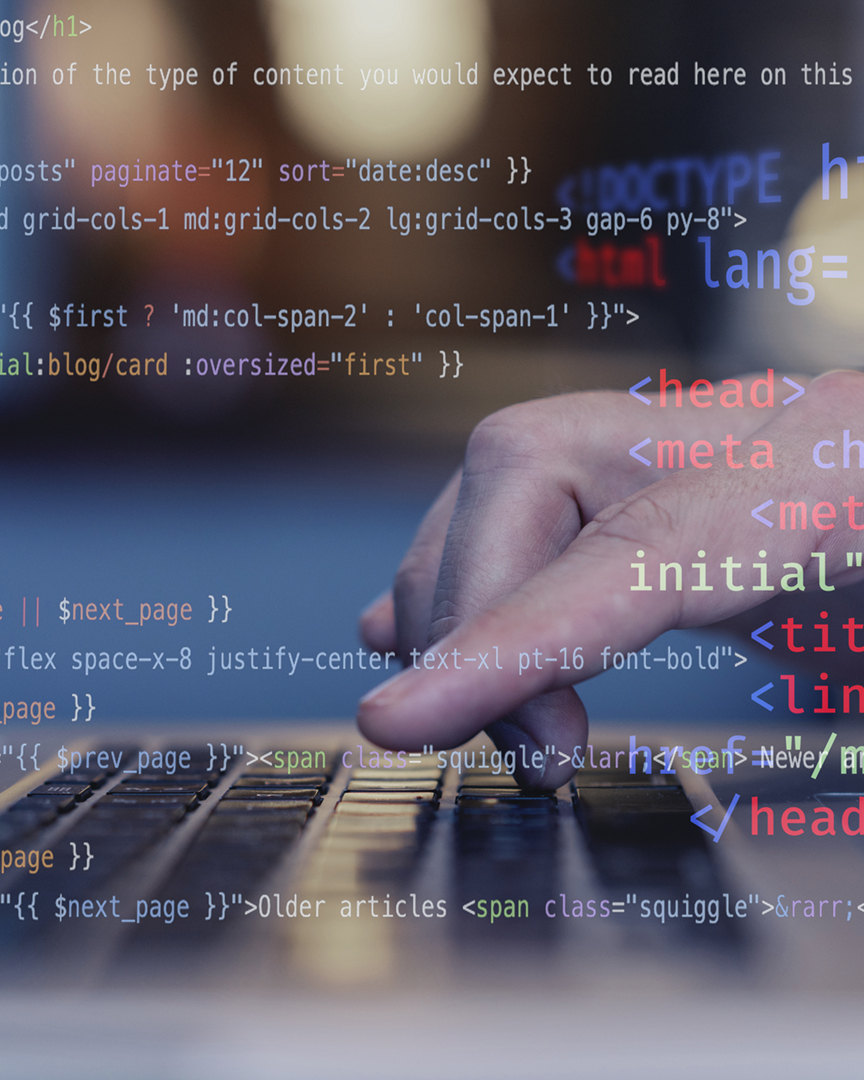 og</h1>
ion of the type of content you would expect to read here on this
posts" paginate="12" sort="date:desc" }}
<!DOCTYPE ht
d grid-cols-1 md:grid-cols-2 lg:grid-cols-3 gap-6 py-8">
<html lang=
"{{ $first ? 'md:col-span-2' : 'col-span-1' }}">
ial:blog/card :oversized="first" }}
<head>
<meta ch
<met
initial"
e || $next_page }}
<tit
flex space-x-8 justify-center text-xl pt-16 font-bold">
<lin
_page }}
="{{ $prev_page }}"><span class="squiggle">&larr;</span> Newer ar
href="/m
</head
page }}
"{{ $next_page }}">Older articles <span class="squiggle">&rarr;<